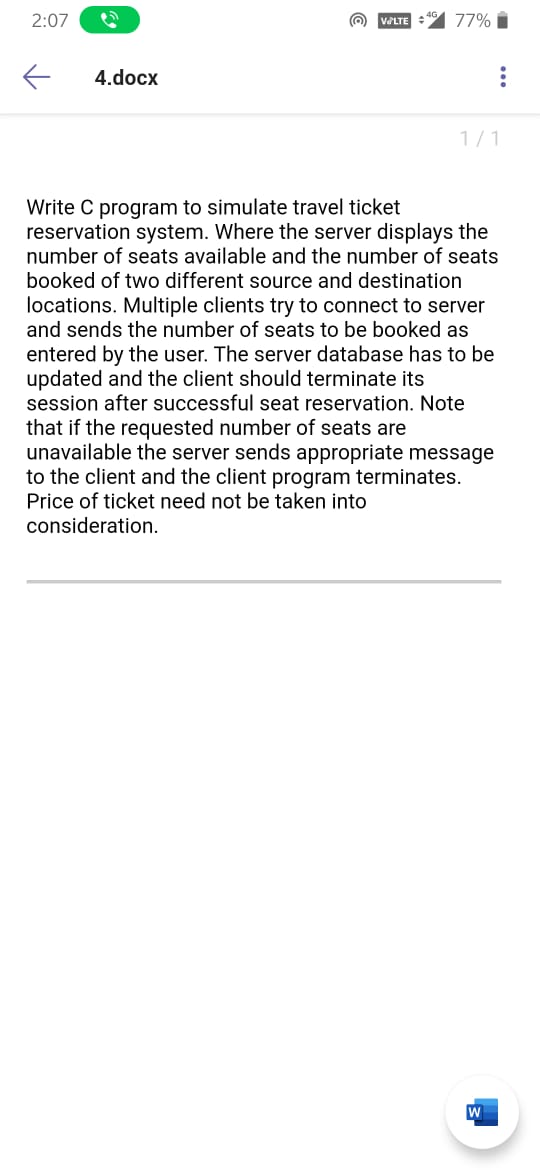 2:07 VoLTE 4G 77%
4.docx
1 / 1
Write C program to simulate travel ticket
reservation system. Where the server displays the
number of seats available and the number of seats
booked of two different source and destination
locations. Multiple clients try to connect to server
and sends the number of seats to be booked as
entered by the user. The server database has to be
updated and the client should terminate its
session after successful seat reservation. Note
that if the requested number of seats are
unavailable the server sends appropriate message
to the client and the client program terminates.
Price of ticket need not be taken into
consideration.
W